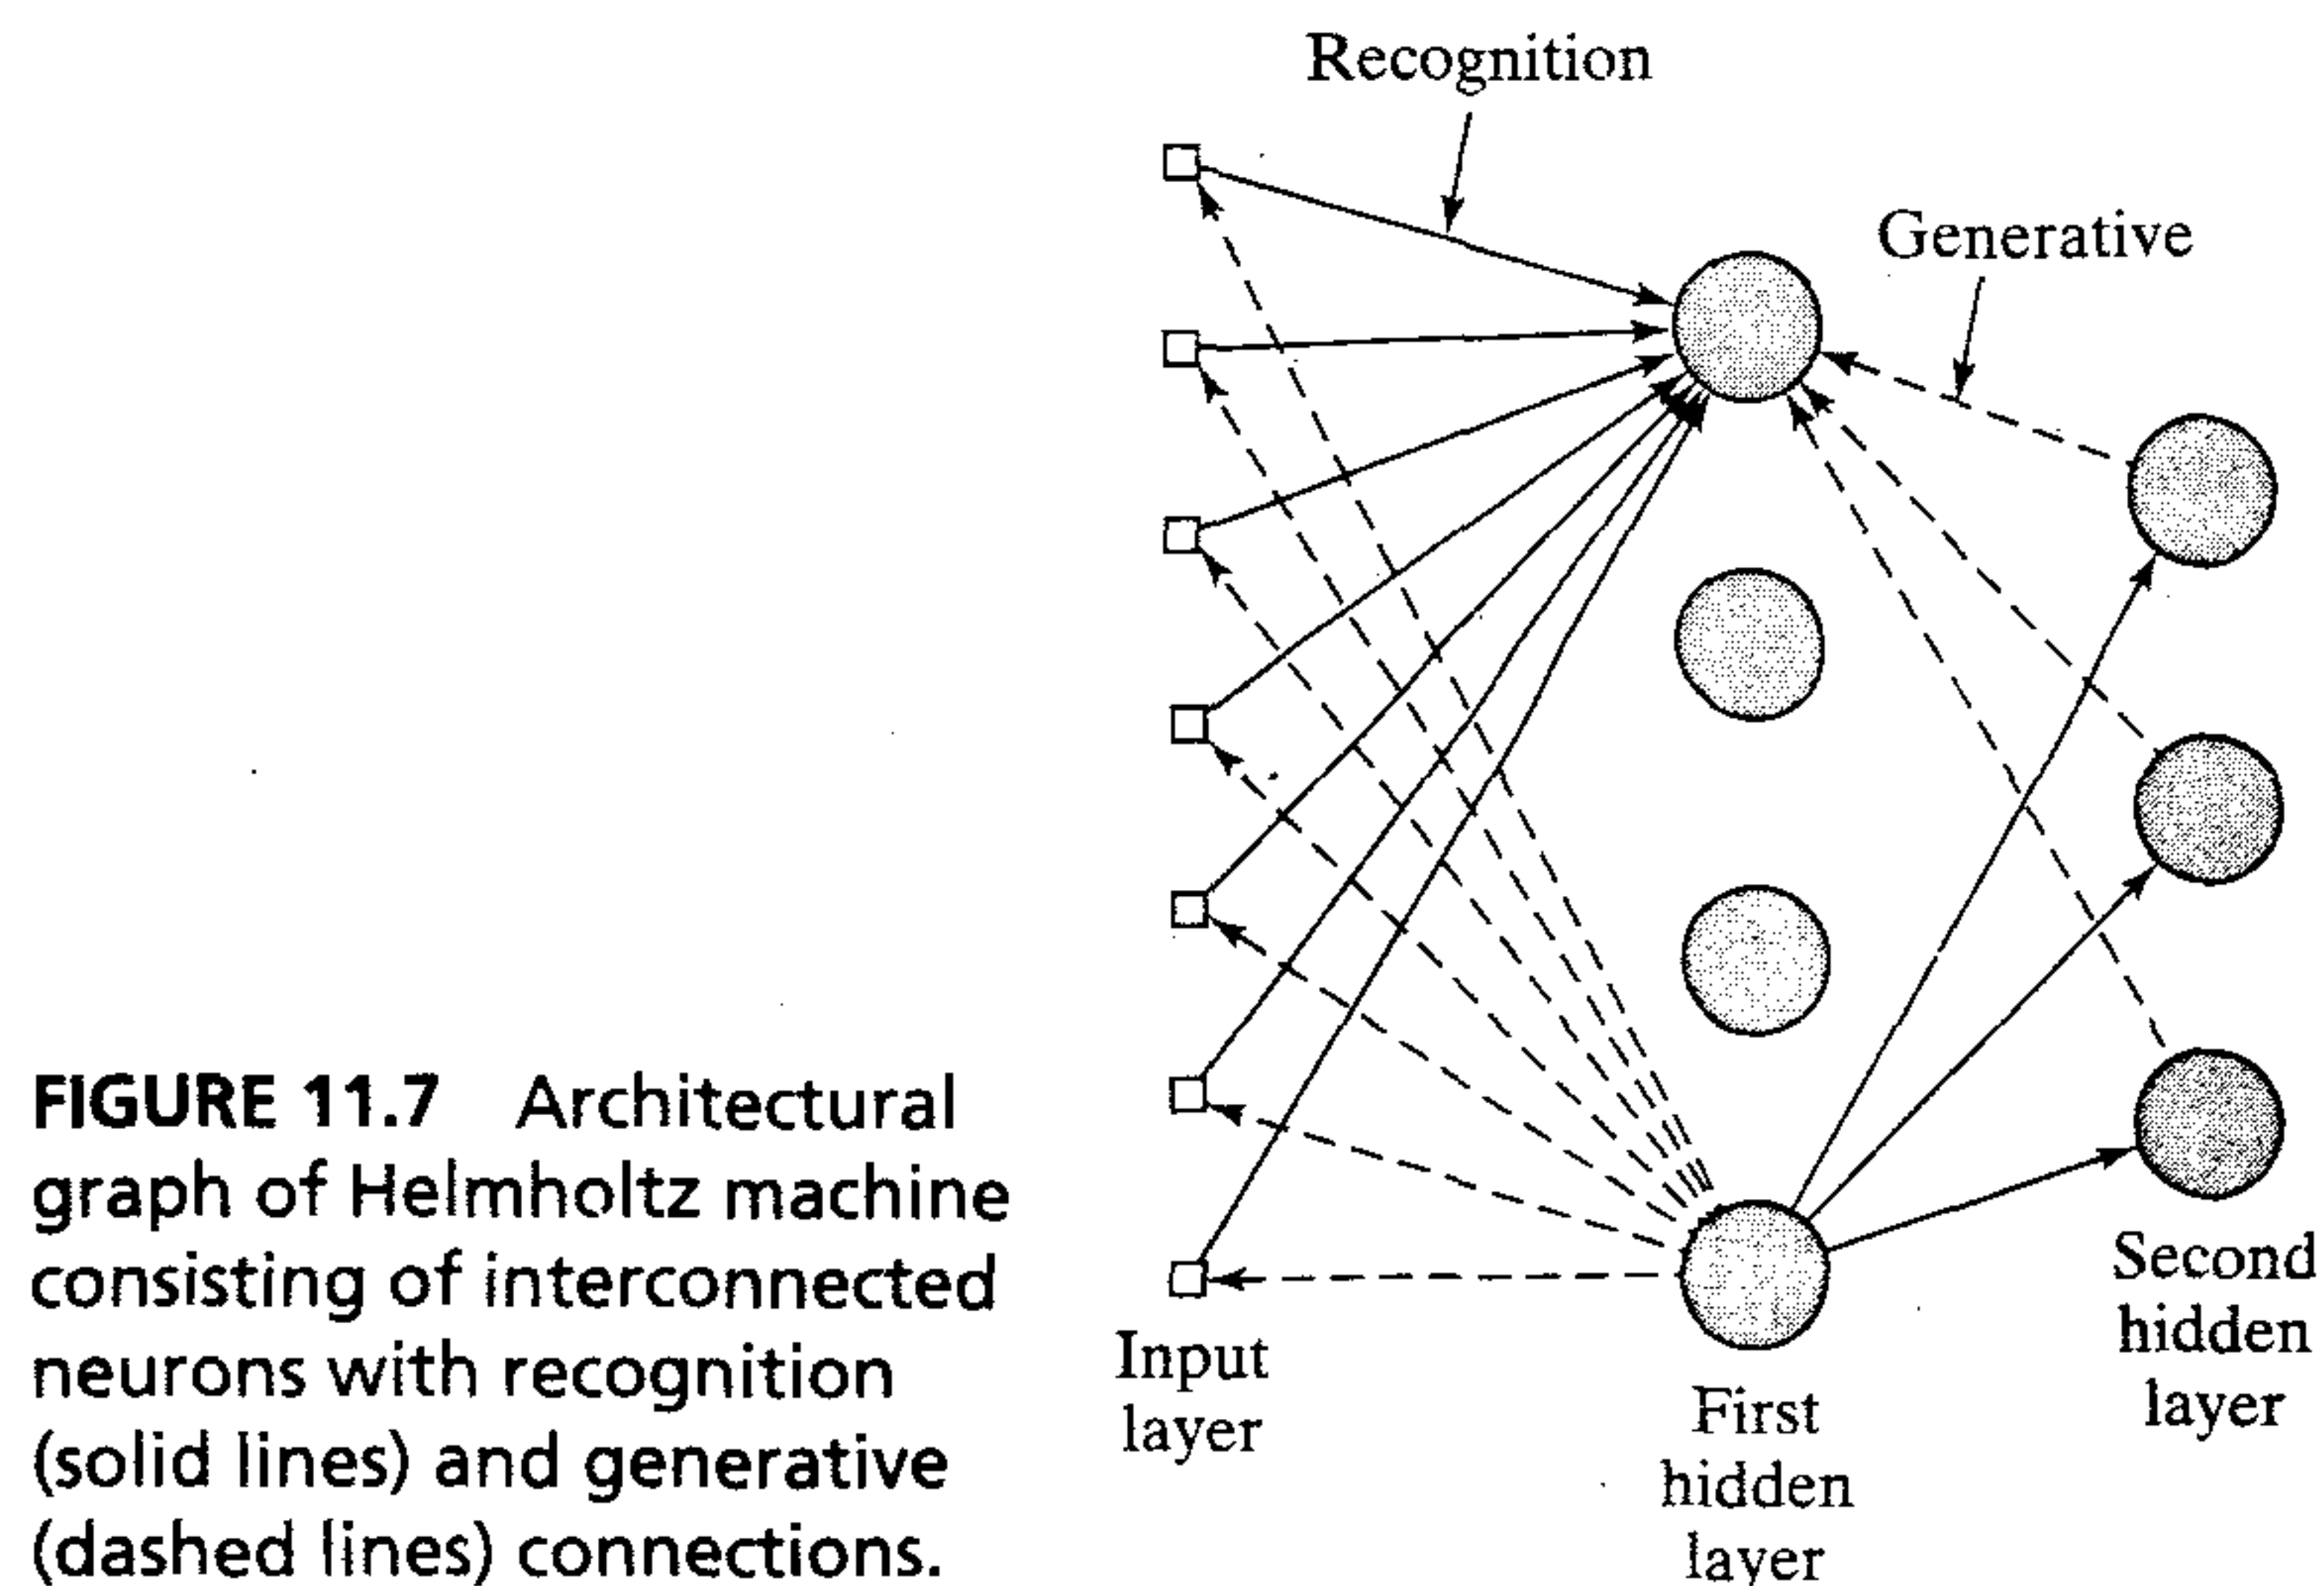 Recognition
Generative
FIGURE 11.7 Architectural
graph of Helmholtz machine
consisting of interconnected
neurons with recognition
(solid lines) and generative
(dashed lines) connections.
Input
layer
First
hidden
layer
Second
hidden
layer